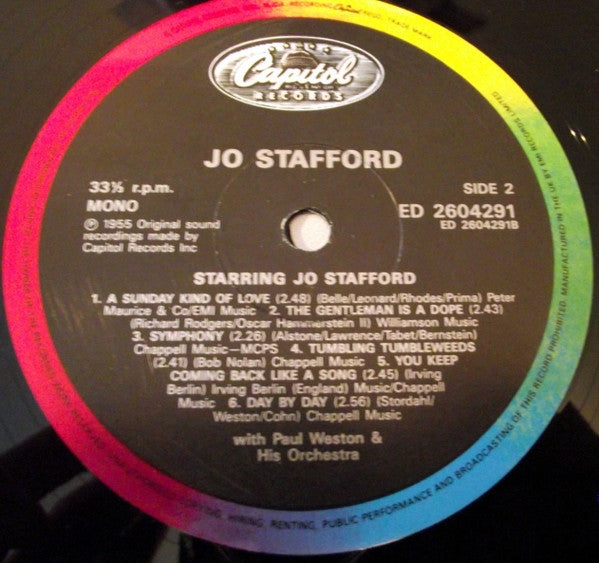 Capitol
RECORDS
JO STAFFORD
33⅓ r.p.m.
MONO
℗ 1955 Original sound
recordings made by
Capitol Records Inc
SIDE 2
ED 2604291
ED 2604291B
STARRING JO STAFFORD
1. A SUNDAY KIND OF LOVE (2.48) (Belle/Leonard/Rhodes/Prima) Peter
Maurice & Co/EMI Music 2. THE GENTLEMAN IS A DOPE (2.43)
(Richard Rodgers/Oscar Hammerstein II) Williamson Music
3. SYMPHONY (2.26) (Alstone/Lawrence/Tabet/Bernstein)
Chappell Music—MCPS 4. TUMBLING TUMBLEWEEDS
(2.41) (Bob Nolan) Chappell Music 5. YOU KEEP
COMING BACK LIKE A SONG (2.45) (Irving
Berlin) Irving Berlin (England) Music/Chappell
Music 6. DAY BY DAY (2.56) (Stordahl/
Weston/Cohn) Chappell Music
with Paul Weston &
His Orchestra
REGD. TRADE MARK
MANUFACTURED IN THE UK BY EMI RECORDS LIMITED
HIRING, RENTING, PUBLIC PERFORMANCE AND BROADCASTING OF THIS RECORD PROHIBITED.